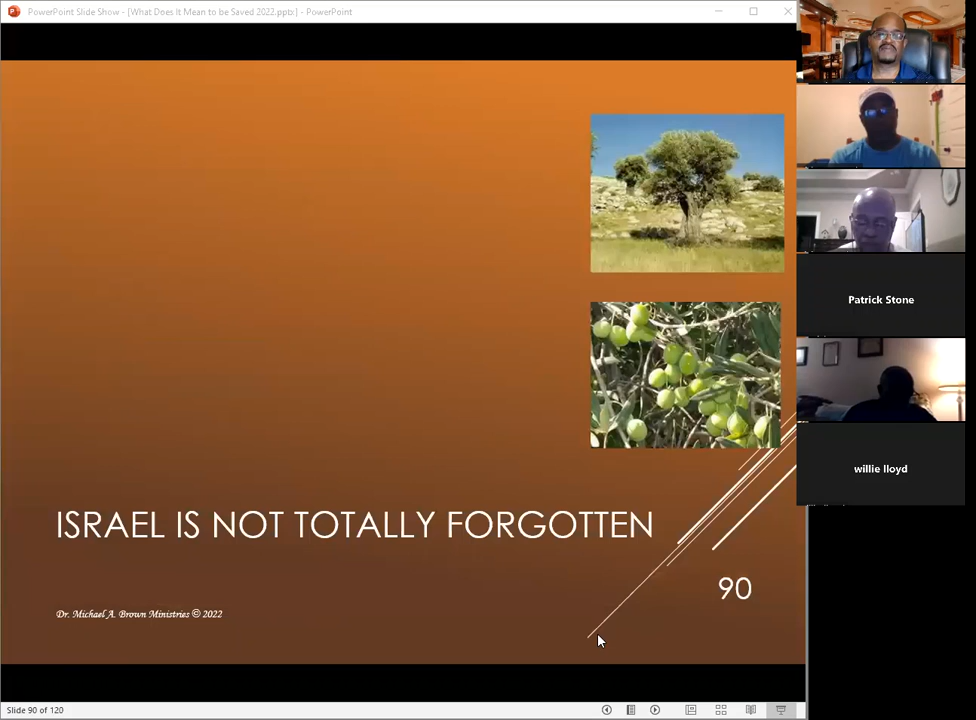 PowerPoint Slide Show - [What Does It Mean to be Saved 2022.ppb:] - PowerPoint
Patrick Stone
willie lloyd
ISRAEL IS NOT TOTALLY FORGOTTEN
90
Dr. Michael A. Brown Ministries © 2022
Slide 90 of 120